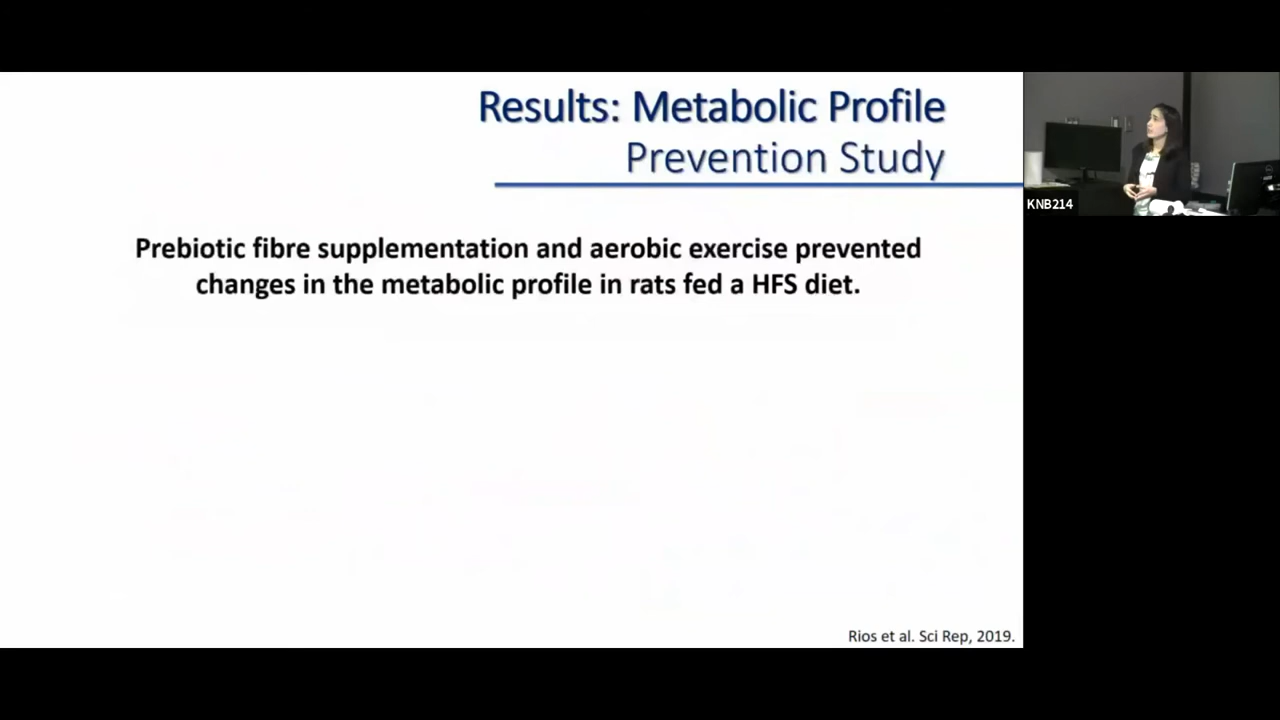 Results: Metabolic Profile
Prevention Study
KNB214
Prebiotic fibre supplementation and aerobic exercise prevented
changes in the metabolic profile in rats fed a HFS diet.
Rios et al. Sci Rep, 2019.